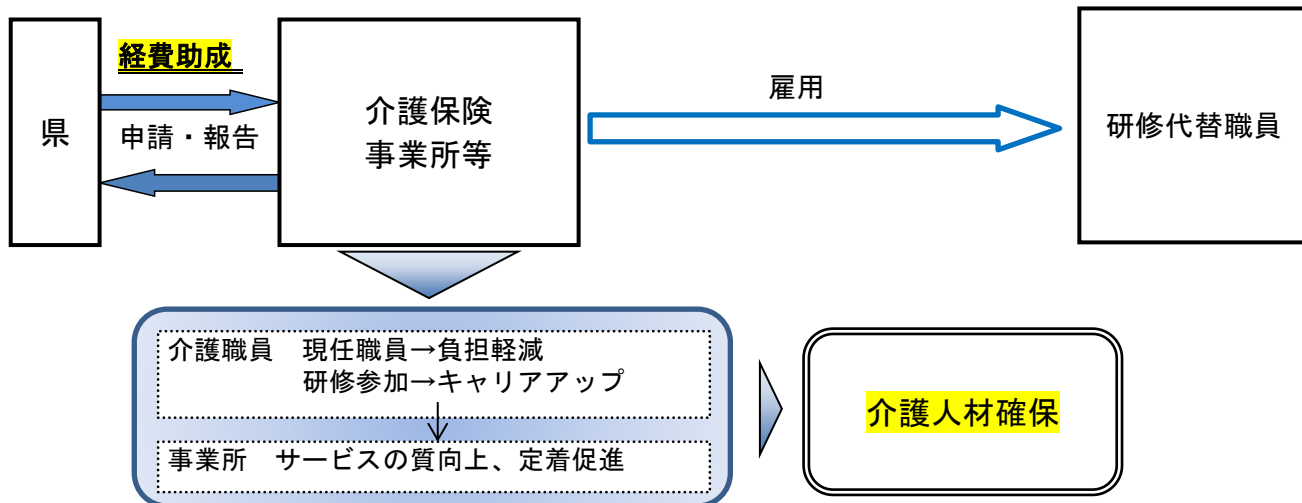 経費助成
県
申請・報告
介護保険
事業所等
雇用
研修代替職員
介護職員　現任職員→負担軽減
研修参加→キャリアアップ
事業所　サービスの質向上、定着促進
介護人材確保